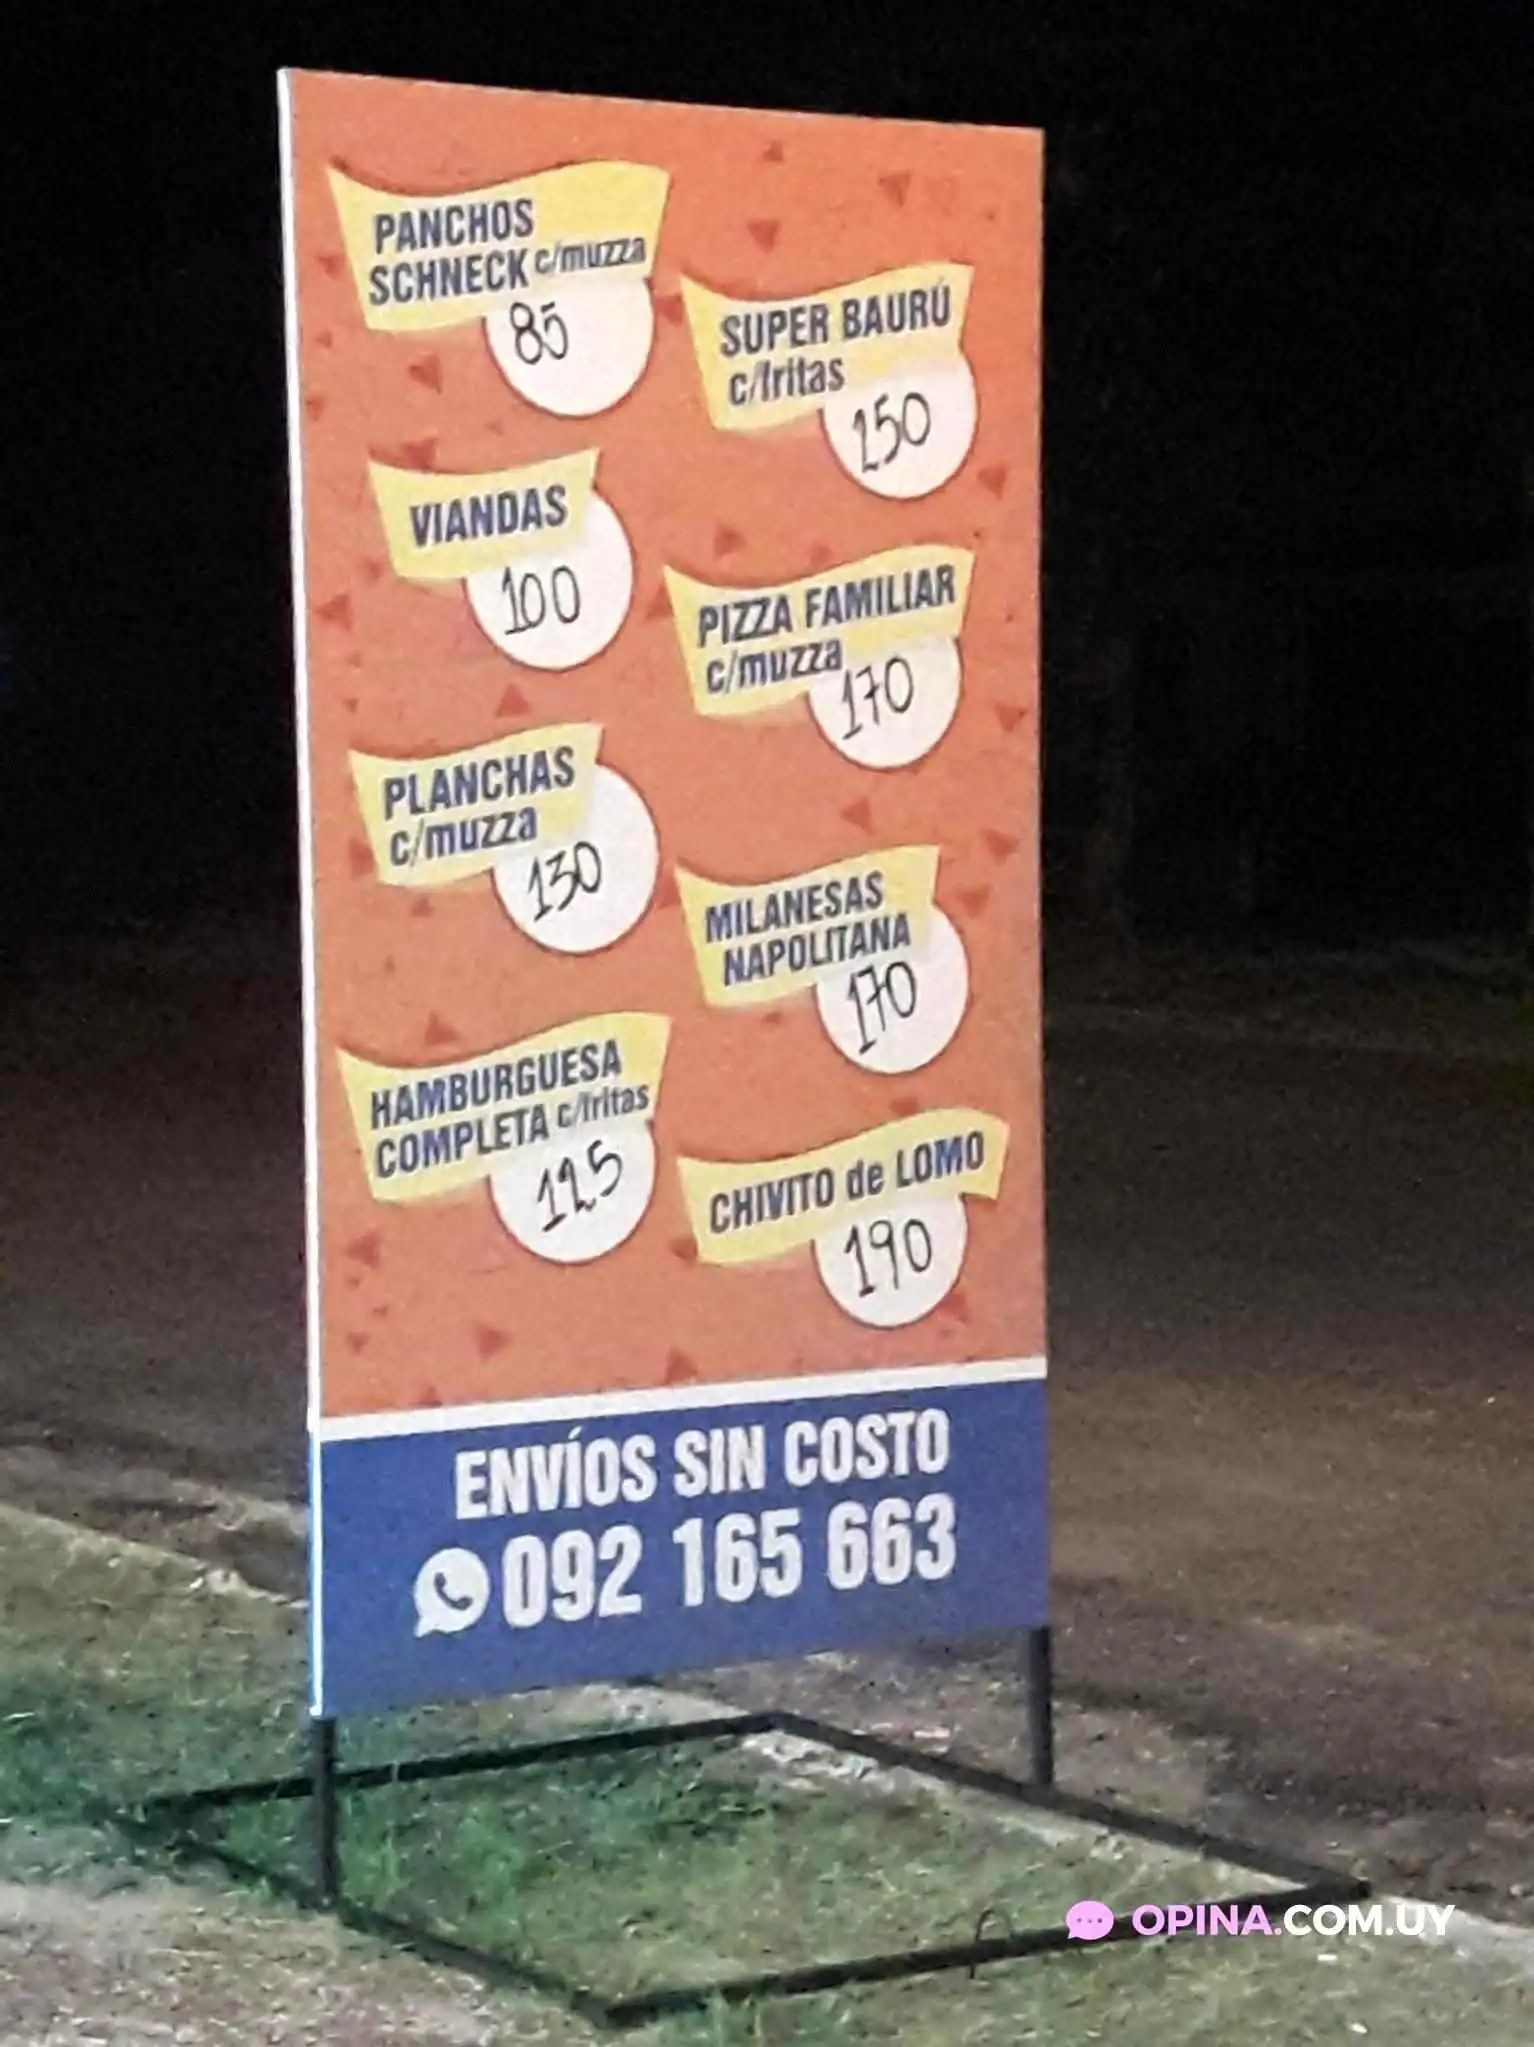 PANCHOS
SCHNECK c/muzza
85
VIANDAS
100
PLANCHAS
c/muzza
130
HAMBURGUESA
COMPLETA c/fritas
125
SUPER BAURÚ
c/fritas
150
PIZZA FAMILIAR
c/muzza
170
MILANESAS
NAPOLITANA
170
CHIVITO de LOMO
190
ENVÍOS SIN COSTO
092 165 663
OPINA.COM.UY